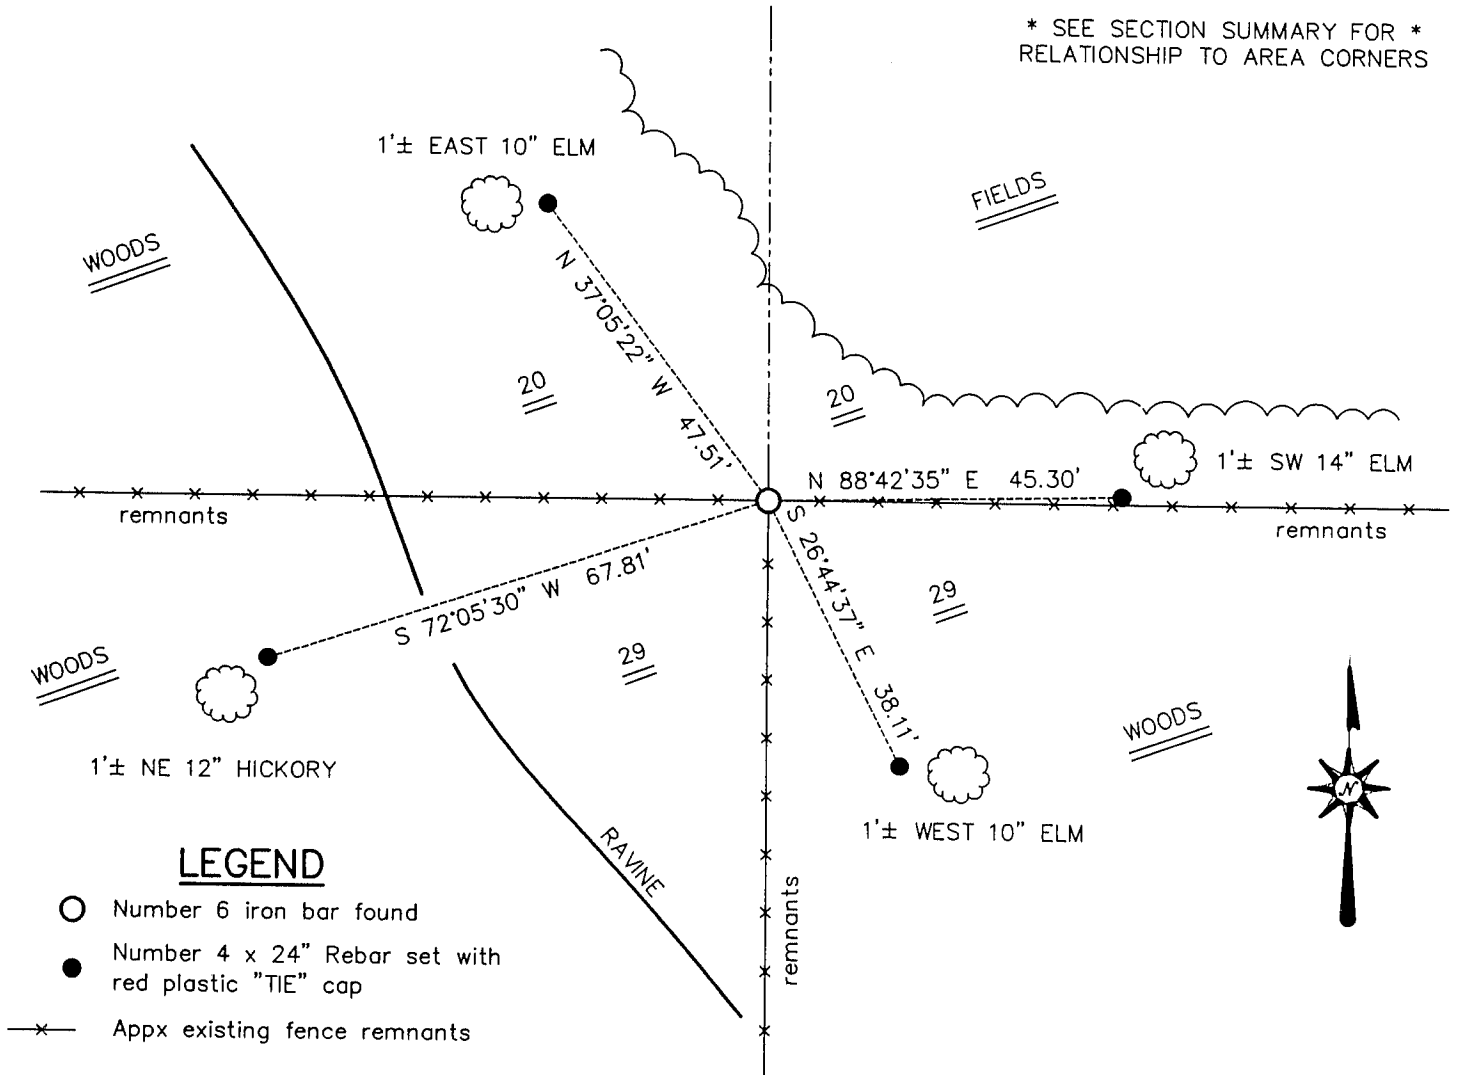 * SEE SECTION SUMMARY FOR *
RELATIONSHIP TO AREA CORNERS
1'± EAST 10" ELM
FIELDS
WOODS
N 37°05'22" W 47.51'
20
20
N 88°42'35" E 45.30'
1'± SW 14" ELM
remnants
remnants
S 72°05'30" W 67.81'
S 26°44'37" E 38.11'
29
29
WOODS
WOODS
1'± NE 12" HICKORY
1'± WEST 10" ELM
N
RAVINE
remnants
LEGEND
Number 6 iron bar found
Number 4 x 24" Rebar set with
red plastic "TIE" cap
Appx existing fence remnants